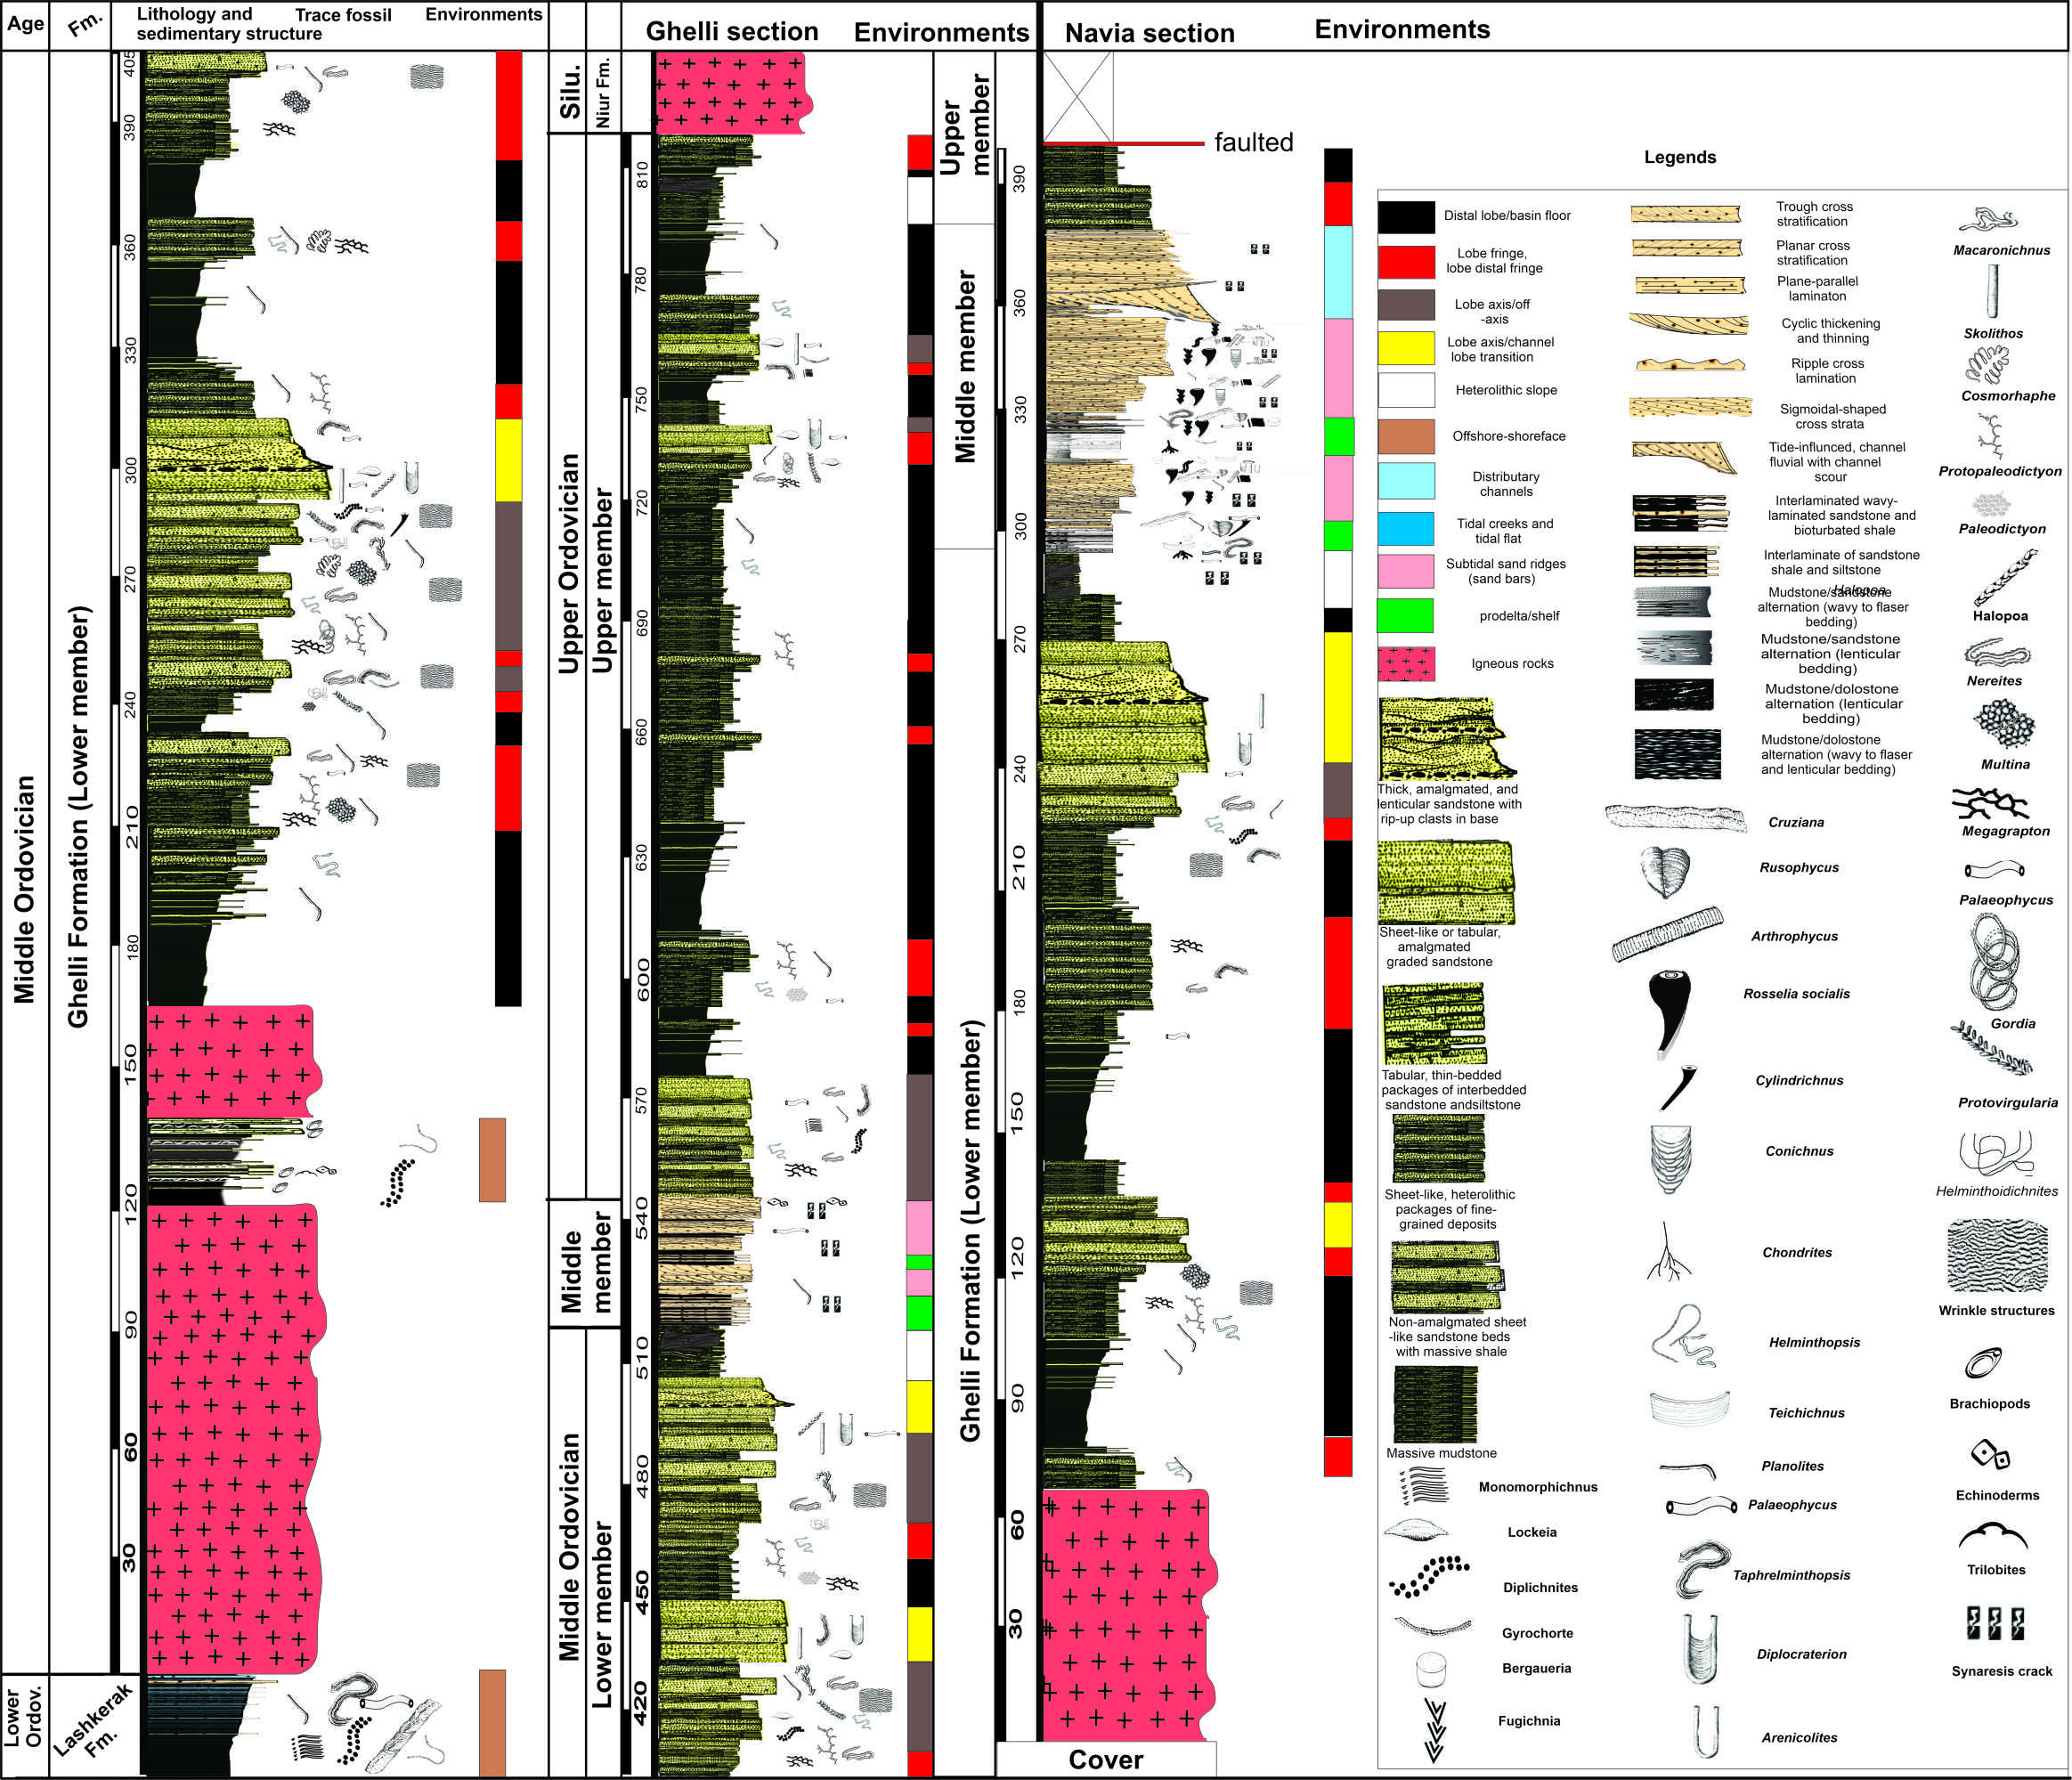 Age
Fm.
Lithology and
sedimentary structure
Trace fossil
Environments
Ghelli section
Environments
Navia section
Environments
Middle Ordovician
Lower
Ordov.
Ghelli Formation (Lower member)
Lashkerak
Fm.
405
390
360
330
300
270
240
210
180
150
120
90
60
30
Silu.
Niur Fm.
Upper Ordovician
Upper member
Middle
member
Middle Ordovician
Lower member
810
780
750
720
690
660
630
600
570
540
510
480
450
420
Upper
member
Middle member
Ghelli Formation (Lower member)
390
360
330
300
270
240
210
180
150
120
90
60
30
faulted
Cover
Legends
Distal lobe/basin floor
Lobe fringe,
lobe distal fringe
Lobe axis/off
-axis
Lobe axis/channel
lobe transition
Heterolithic slope
Offshore-shoreface
Distributary
channels
Tidal creeks and
tidal flat
Subtidal sand ridges
(sand bars)
prodelta/shelf
Igneous rocks
Thick, amalgmated, and
lenticular sandstone with
rip-up clasts in base
Sheet-like or tabular,
amalgmated
graded sandstone
Tabular, thin-bedded
packages of interbedded
sandstone andsiltstone
Sheet-like, heterolithic
packages of fine-
grained deposits
Non-amalgmated sheet
-like sandstone beds
with massive shale
Massive mudstone
Monomorphichnus
Lockeia
Diplichnites
Gyrochorte
Bergaueria
Fugichnia
Trough cross
stratification
Planar cross
stratification
Plane-parallel
laminaton
Cyclic thickening
and thinning
Ripple cross
lamination
Sigmoidal-shaped
cross strata
Tide-influnced, channel
fluvial with channel
scour
Interlaminated wavy-
laminated sandstone and
bioturbated shale
Interlaminate of sandstone
shale and siltstone
Halopoa
Mudstone/sandstone
alternation (wavy to flaser
bedding)
Mudstone/sandstone
alternation (lenticular
bedding)
Mudstone/dolostone
alternation (lenticular
bedding)
Mudstone/dolostone
alternation (wavy to flaser
and lenticular bedding)
Cruziana
Rusophycus
Arthrophycus
Rosselia socialis
Cylindrichnus
Conichnus
Chondrites
Helminthopsis
Teichichnus
Planolites
Palaeophycus
Taphrelminthopsis
Diplocraterion
Arenicolites
Macaronichnus
Skolithos
Cosmorhaphe
Protopaleodictyon
Paleodictyon
Halopoa
Nereites
Multina
Megagrapton
Palaeophycus
Gordia
Protovirgularia
Helminthoidichnites
Wrinkle structures
Brachiopods
Echinoderms
Trilobites
Synaresis crack